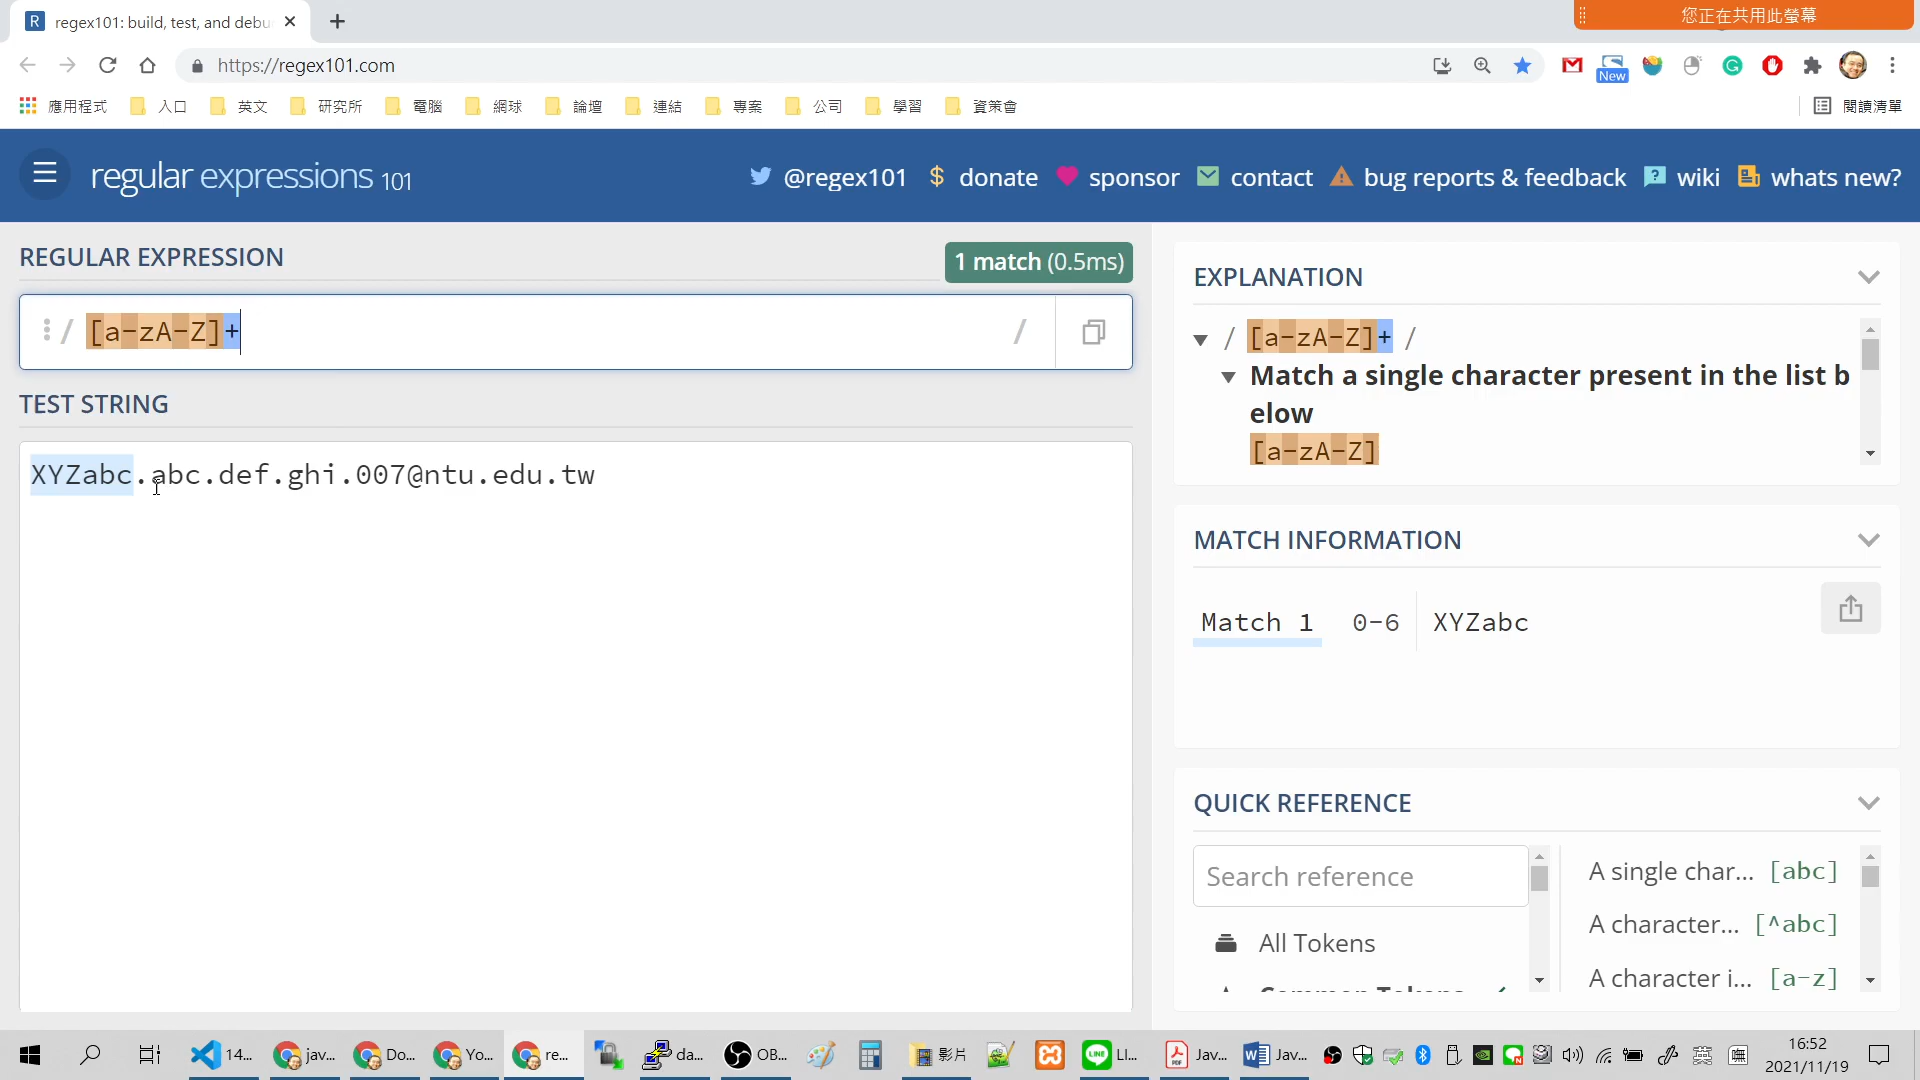 regex101: build, test, and debu
您正在共用此螢幕
https://regex101.com
New
應用程式 入口 英文 研究所 電腦 網球 論壇 連結 專案 公司 學習 資策會 閱讀清單
regular expressions 101
@regex101 $ donate sponsor contact bug reports & feedback wiki whats new?
REGULAR EXPRESSION
1 match (0.5ms)
/ [a-zA-Z]+ /
TEST STRING
XYZabc.abc.def.ghi.007@ntu.edu.tw
EXPLANATION
/ [a-zA-Z]+ /
Match a single character present in the list b
elow
[a-zA-Z]
MATCH INFORMATION
Match 1 0-6 XYZabc
QUICK REFERENCE
Search reference
All Tokens
Common Tokens
A single char... [abc]
A character... [^abc]
A character i... [a-z]
14... jav... Do... Yo... re... da... OB... 影片 LI... Jav... Jav... 英
16:52
2021/11/19